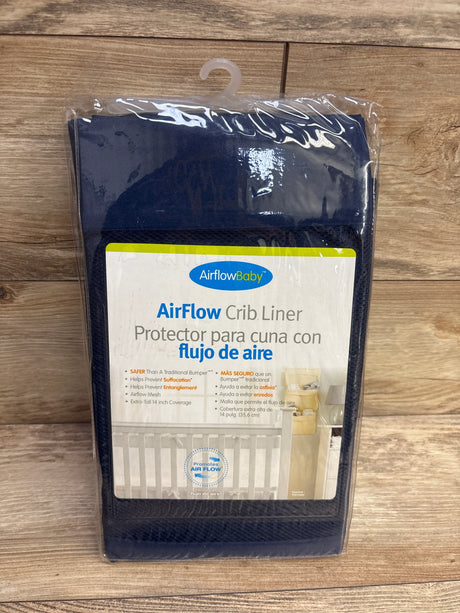 AirflowBaby™
AirFlow Crib Liner
Protector para cuna con
flujo de aire
• SAFER Than A Traditional Bumper
• Helps Prevent Suffocation*
• Helps Prevent Entanglement
• Airflow Mesh
• Extra-Tall 14 inch Coverage
• MÁS SEGURO que un
Bumper tradicional
• Ayuda a evitar la asfixia*
• Ayuda a evitar enredos
• Malla que permite el flujo de aire
• Cobertura extra-alta de
14 pulg. (35,6 cm)
Promotes
AIR FLOW